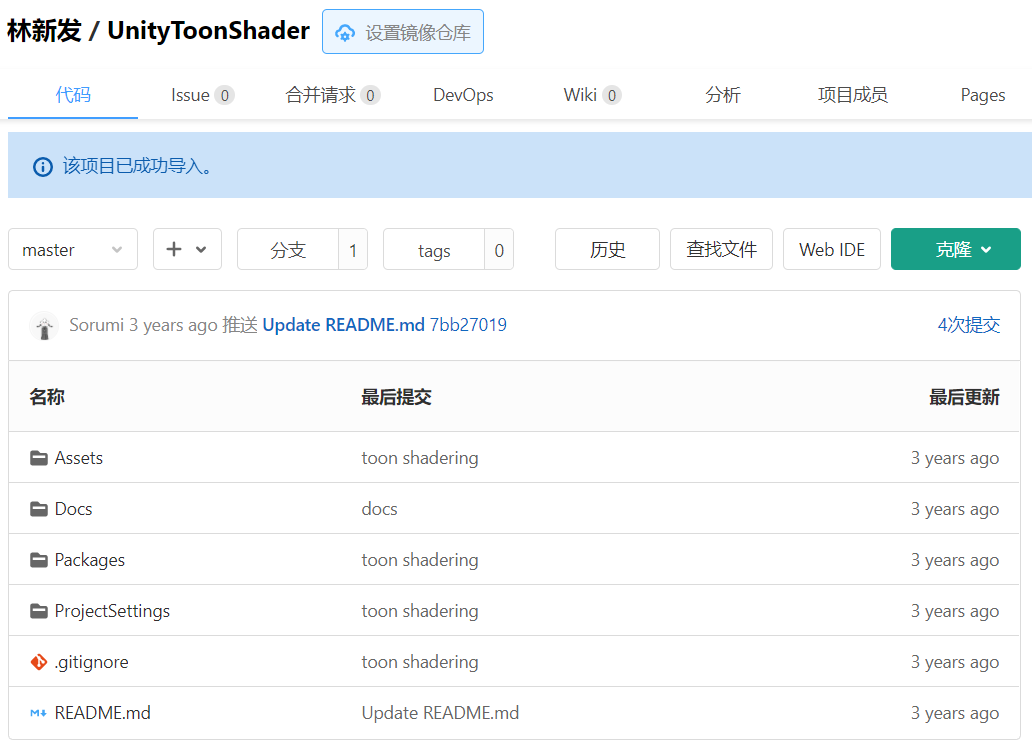 林新发 / UnityToonShader 设置镜像仓库
代码 Issue 0 合并请求 0 DevOps Wiki 0 分析 项目成员 Pages
该项目已成功导入。
master 分支 1 tags 0 历史 查找文件 Web IDE 克隆
Sorumi 3 years ago 推送 Update README.md 7bb27019 4次提交
名称 最后提交 最后更新
Assets toon shadering 3 years ago
Docs docs 3 years ago
Packages toon shadering 3 years ago
ProjectSettings toon shadering 3 years ago
.gitignore toon shadering 3 years ago
README.md Update README.md 3 years ago